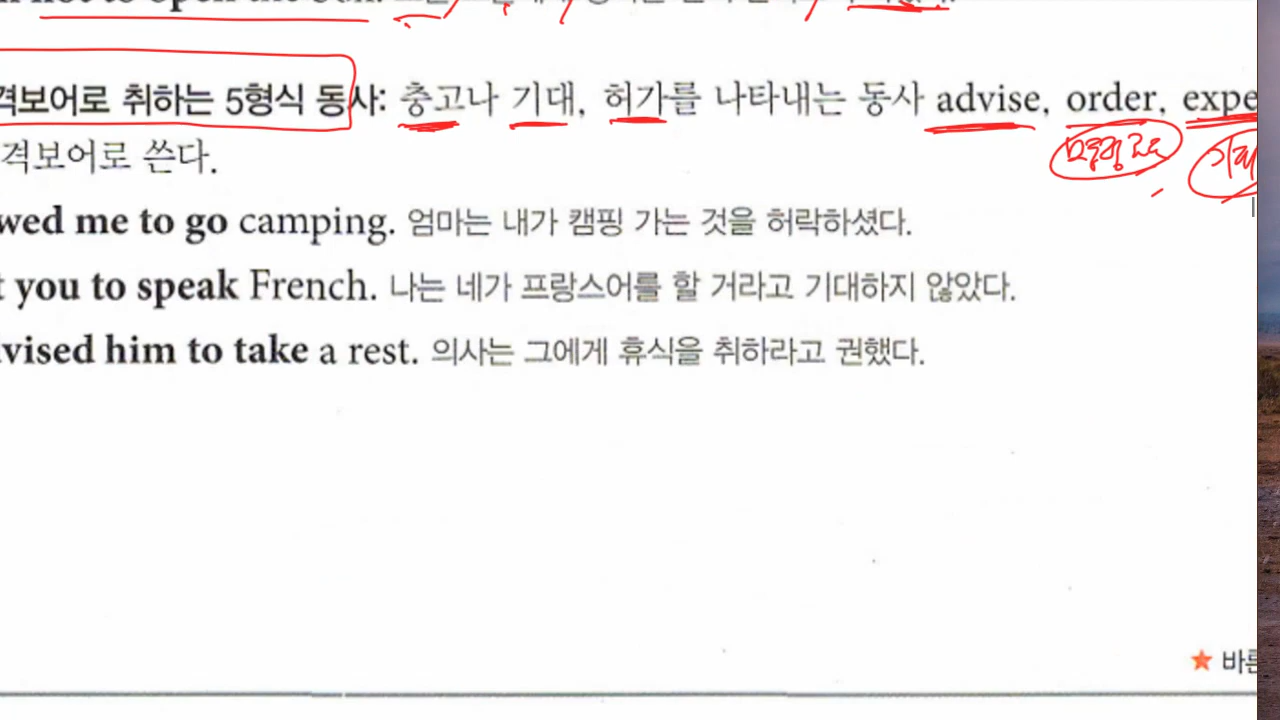 격보어로 취하는 5형식 동사: 충고나 기대, 허가를 나타내는 동사 advise, order, expe
격보어로 쓴다.
wed me to go camping. 엄마는 내가 캠핑 가는 것을 허락하셨다.
t you to speak French. 나는 네가 프랑스어를 할 거라고 기대하지 않았다.
vised him to take a rest. 의사는 그에게 휴식을 취하라고 권했다.
★ 바른